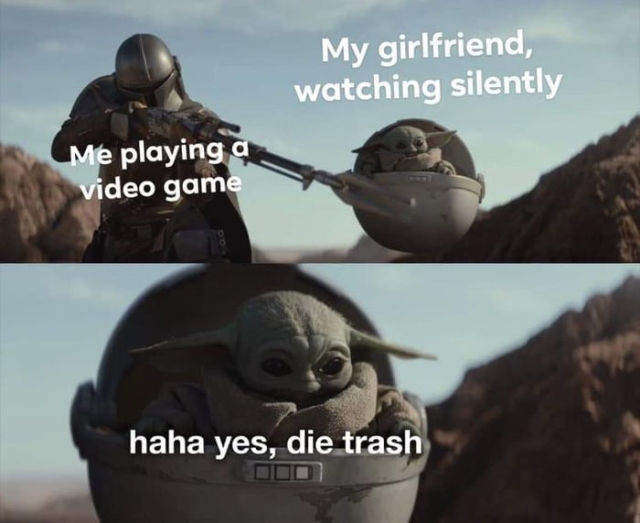 My girlfriend,
watching silently
Me playing a
video game
haha yes, die trash